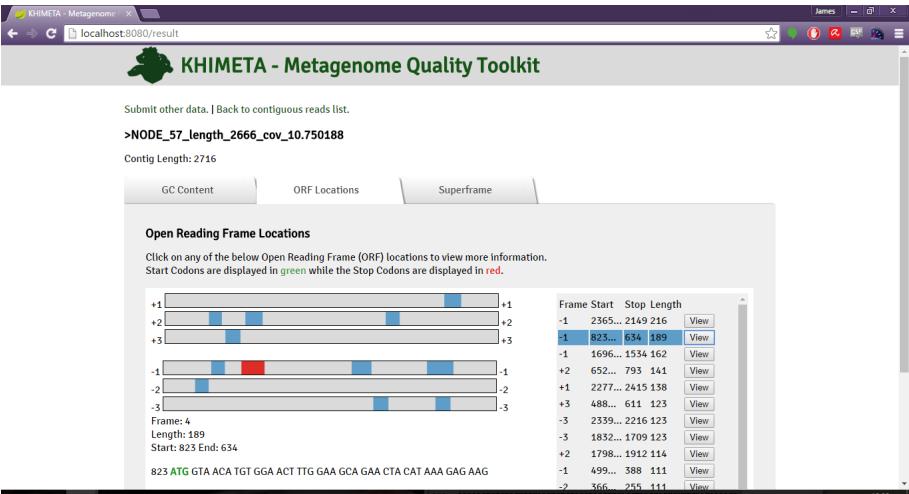 KHIMETA - Metagenome
James
localhost:8080/result
KHIMETA - Metagenome Quality Toolkit
Submit other data. | Back to contiguous reads list.
>NODE_57_length_2666_cov_10.750188
Contig Length: 2716
GC Content ORF Locations Superframe
Open Reading Frame Locations
Click on any of the below Open Reading Frame (ORF) locations to view more information.
Start Codons are displayed in green while the Stop Codons are displayed in red.
+1 +1
+2 +2
+3 +3
-1 -1
-2 -2
-3 -3
Frame: 4
Length: 189
Start: 823 End: 634
823 ATG GTA ACA TGT GGA ACT TTG GAA GCA GAA CTA CAT AAA GAG AAG
Frame Start Stop Length
-1 2365... 2149 216 View
-1 823... 634 189 View
-1 1696... 1534 162 View
+2 652... 793 141 View
+1 2277... 2415 138 View
+3 488... 611 123 View
-3 2339... 2216 123 View
-3 1832... 1709 123 View
+2 1798... 1912 114 View
-1 499... 388 111 View
-2 366... 255 111 View